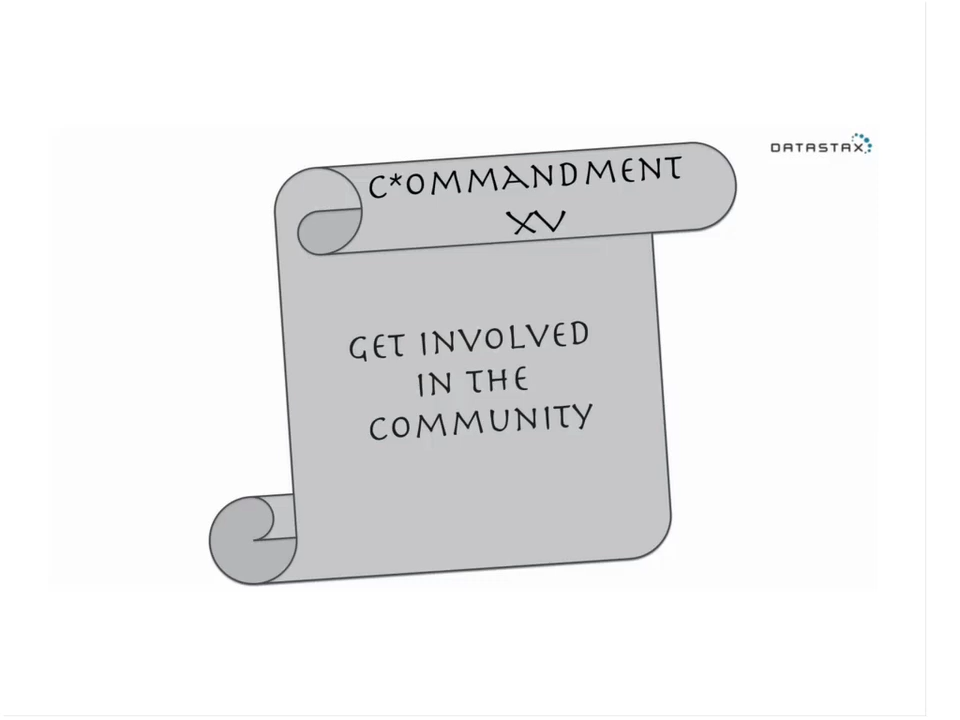 DATASTAX
C*OMMANDMENT
XV
GET INVOLVED
IN THE
COMMUNITY